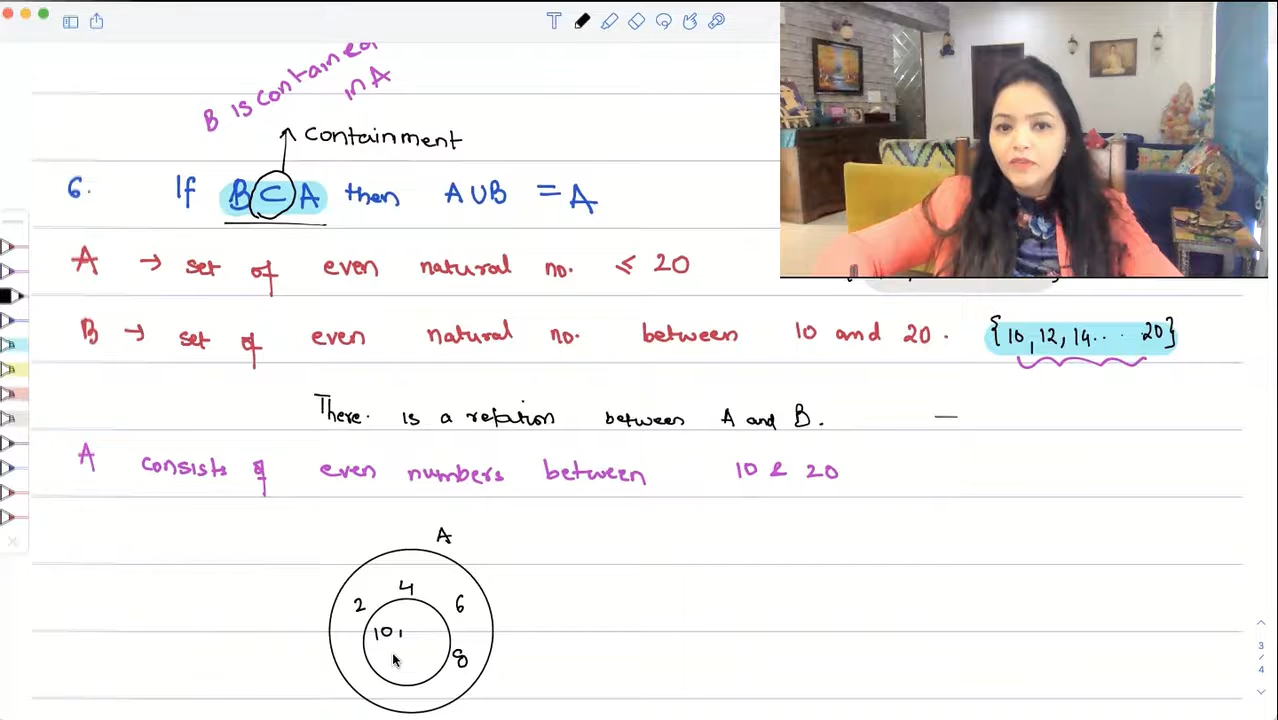 B is contained
in A
containment
6. If B ⊂ A then A∪B = A
A → set of even natural no. ≤ 20
B → set of even natural no. between 10 and 20. {10, 12, 14.. 20}
There. is a relation between A and B. —
A consists of even numbers between 10 & 20
A
4
2 6
10,
8
3
/
4